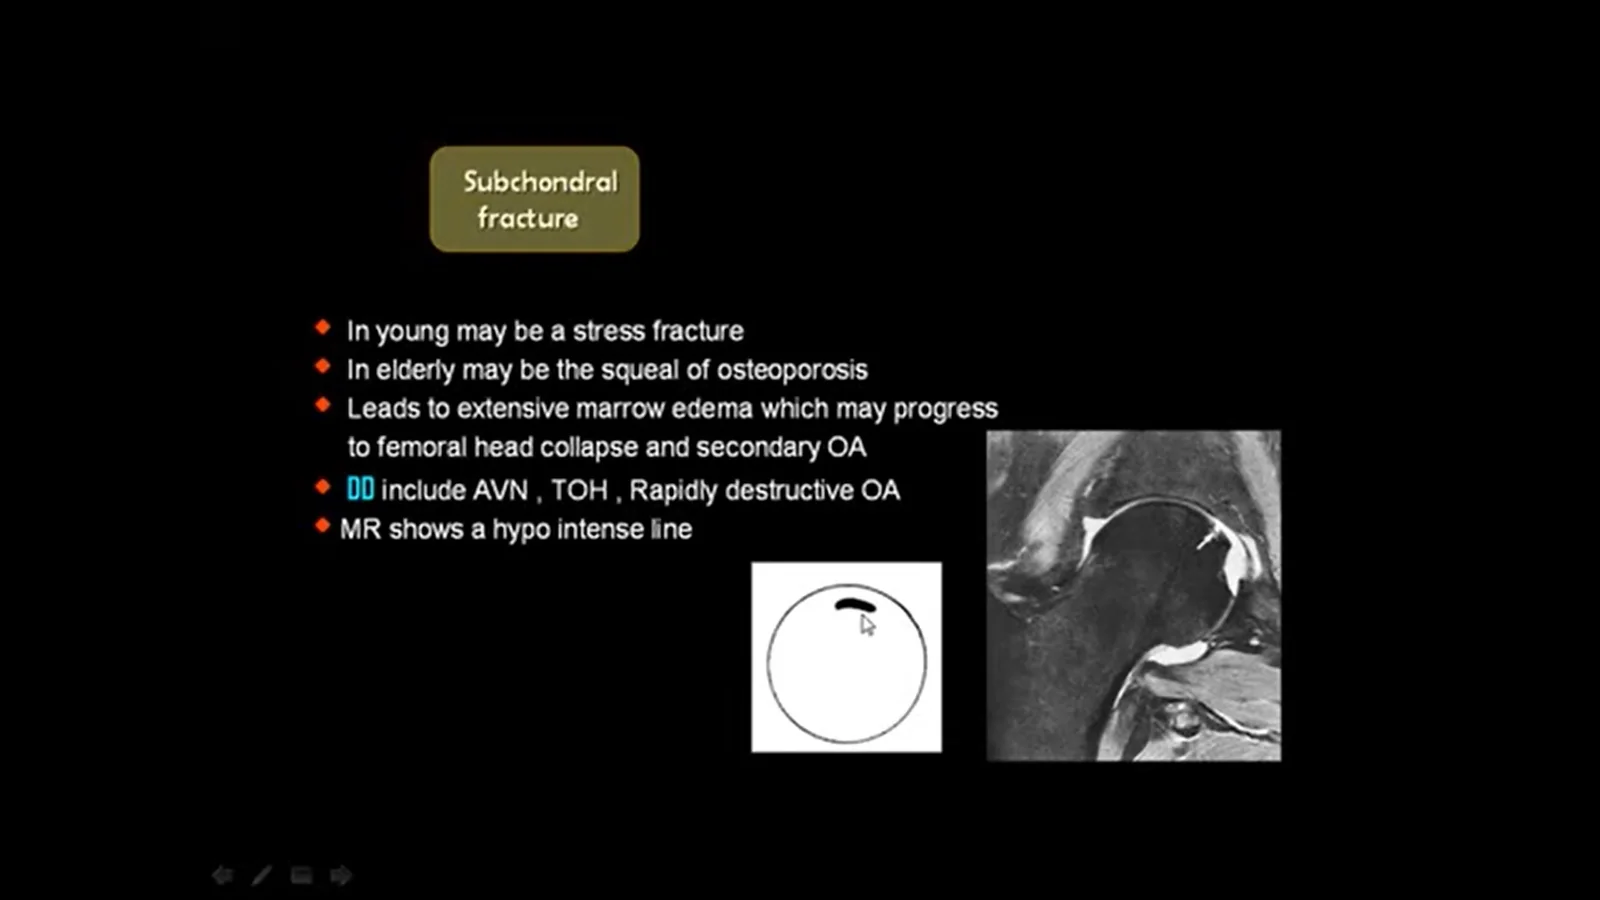 Subchondral
fracture
In young may be a stress fracture
In elderly may be the squeal of osteoporosis
Leads to extensive marrow edema which may progress
to femoral head collapse and secondary OA
DD include AVN , TOH , Rapidly destructive OA
MR shows a hypo intense line